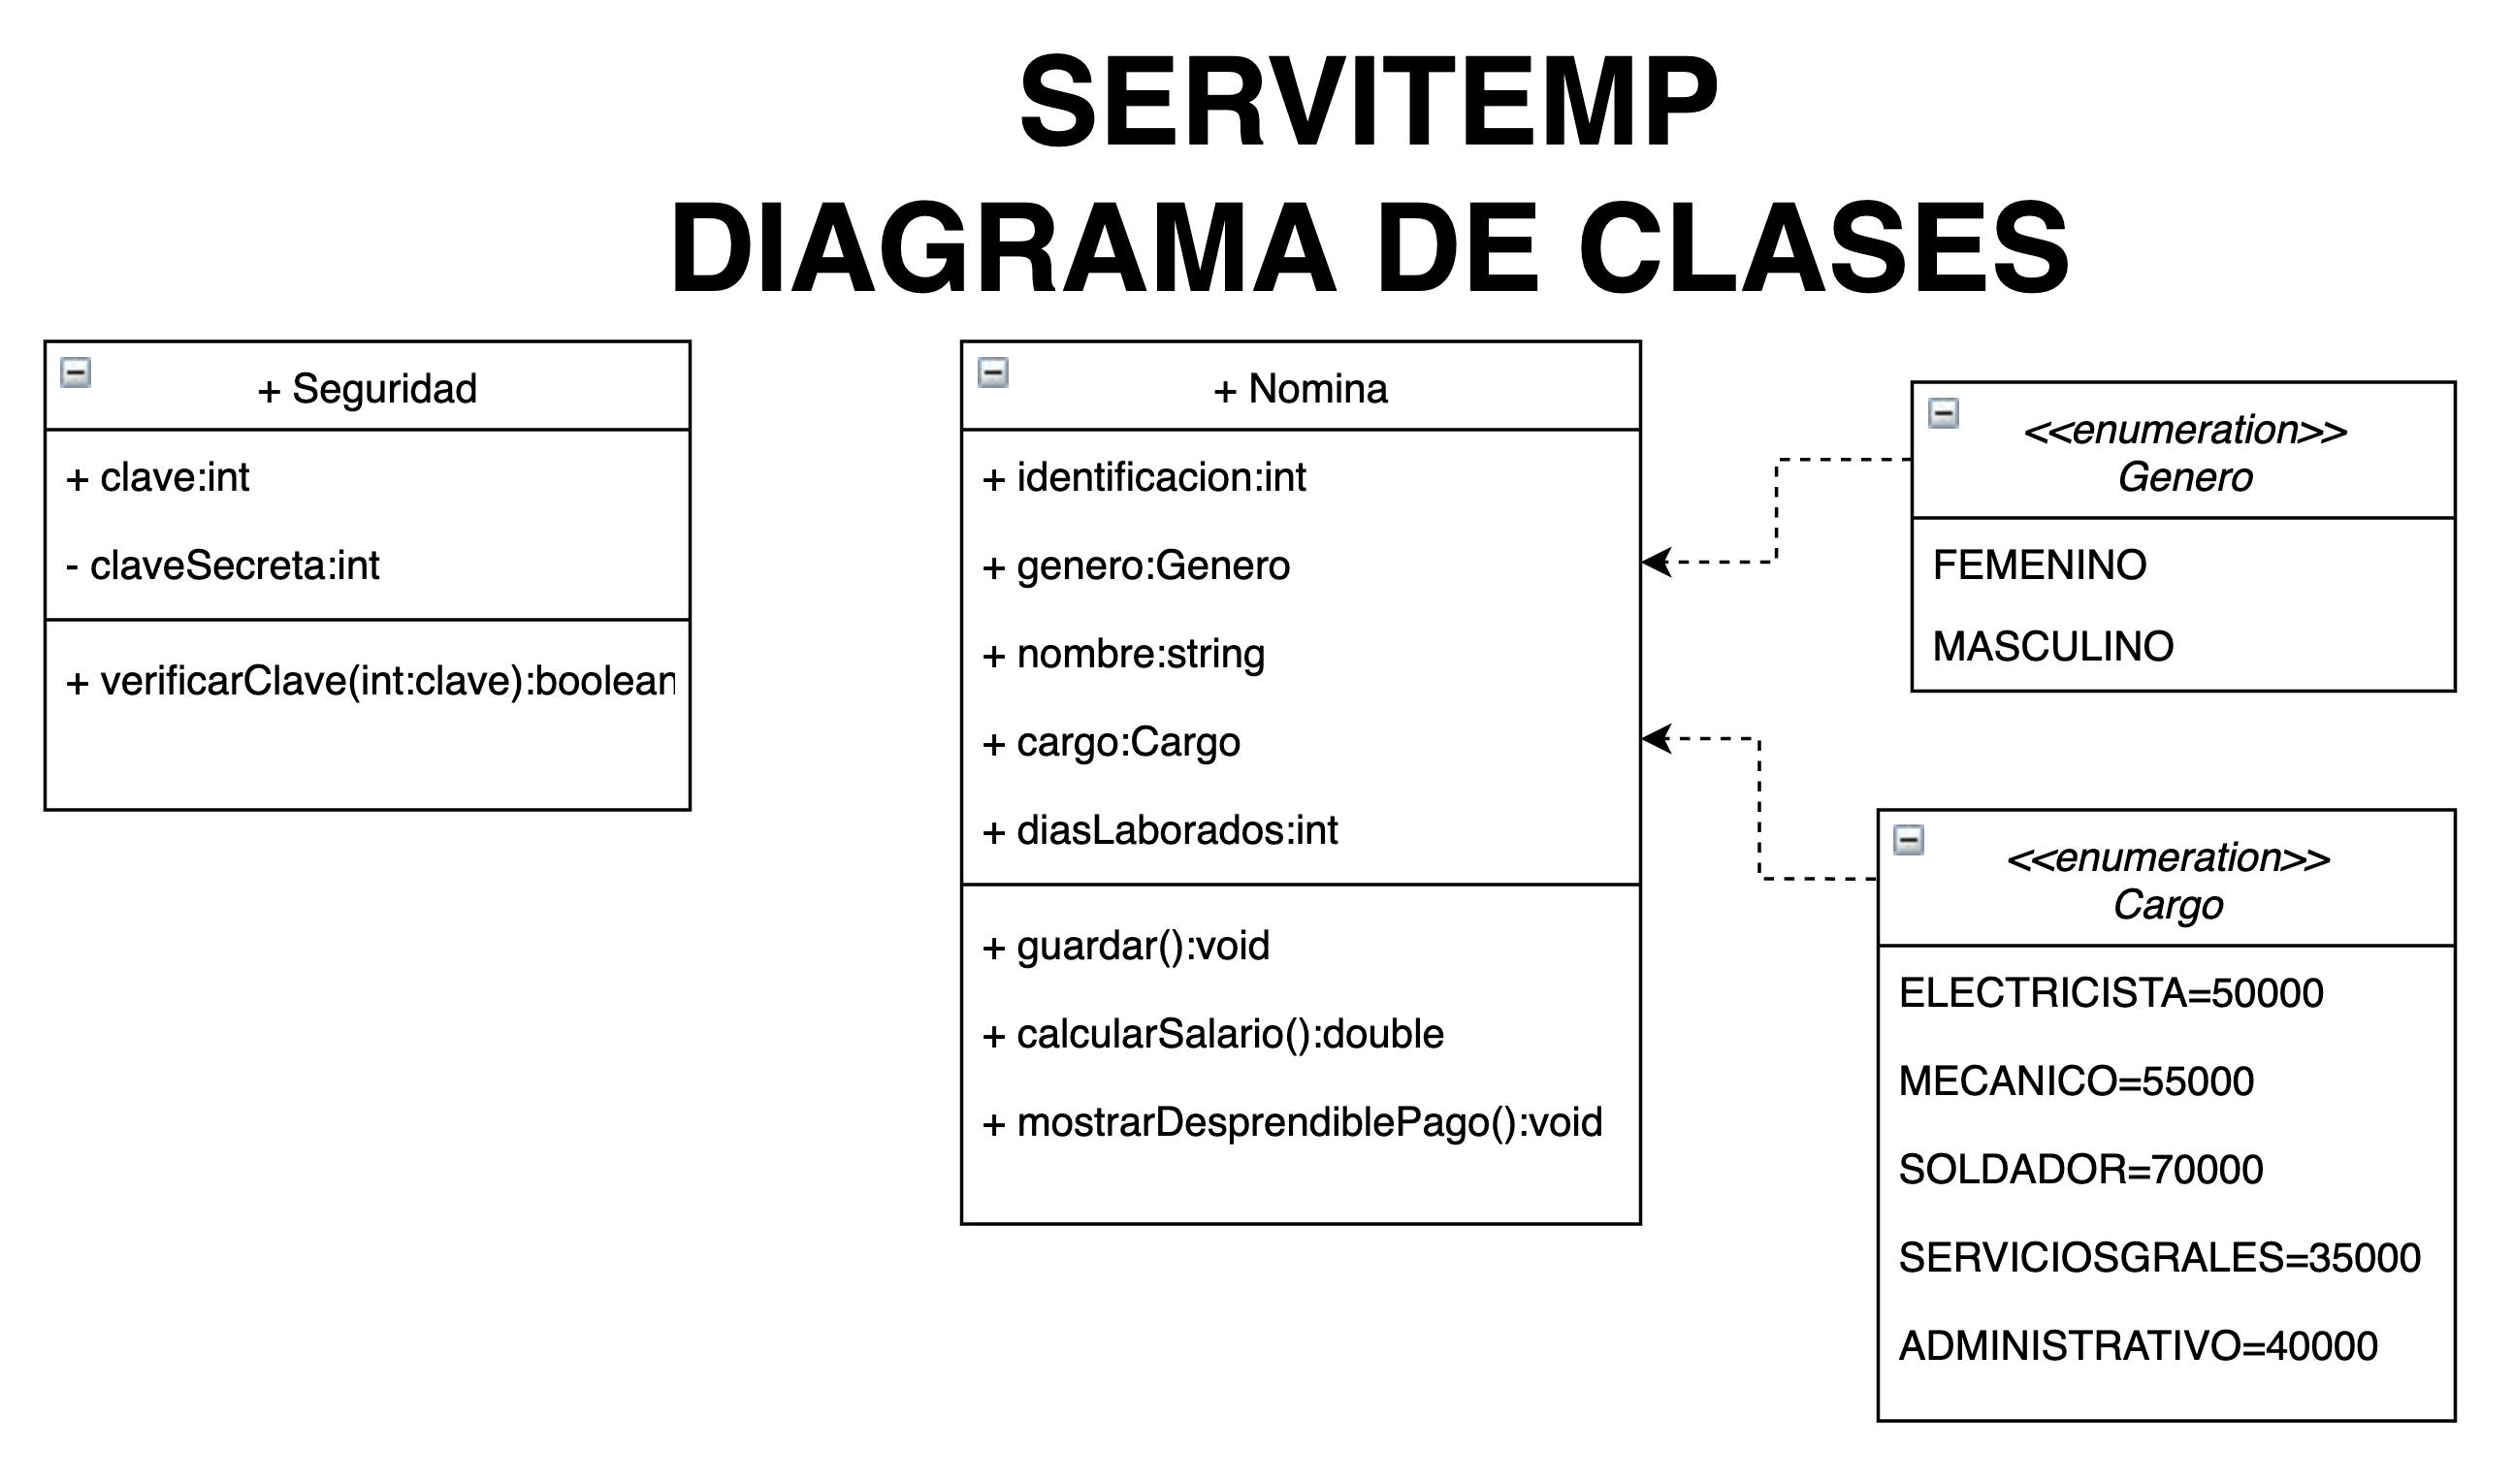 SERVITEMP
DIAGRAMA DE CLASES
+ Seguridad
+ clave:int
- claveSecreta:int
+ verificarClave(int:clave):boolean
+ Nomina
+ identificacion:int
+ genero:Genero
+ nombre:string
+ cargo:Cargo
+ diasLaborados:int
+ guardar():void
+ calcularSalario():double
+ mostrarDesprendiblePago():void
<<enumeration>>
Genero
FEMENINO
MASCULINO
<<enumeration>>
Cargo
ELECTRICISTA=50000
MECANICO=55000
SOLDADOR=70000
SERVICIOSGRALES=35000
ADMINISTRATIVO=40000